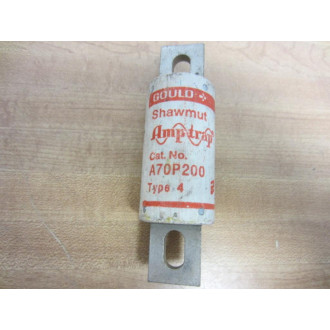 GOULD
Shawmut
Amp-trap
Cat. No.
A70P200
Type 4